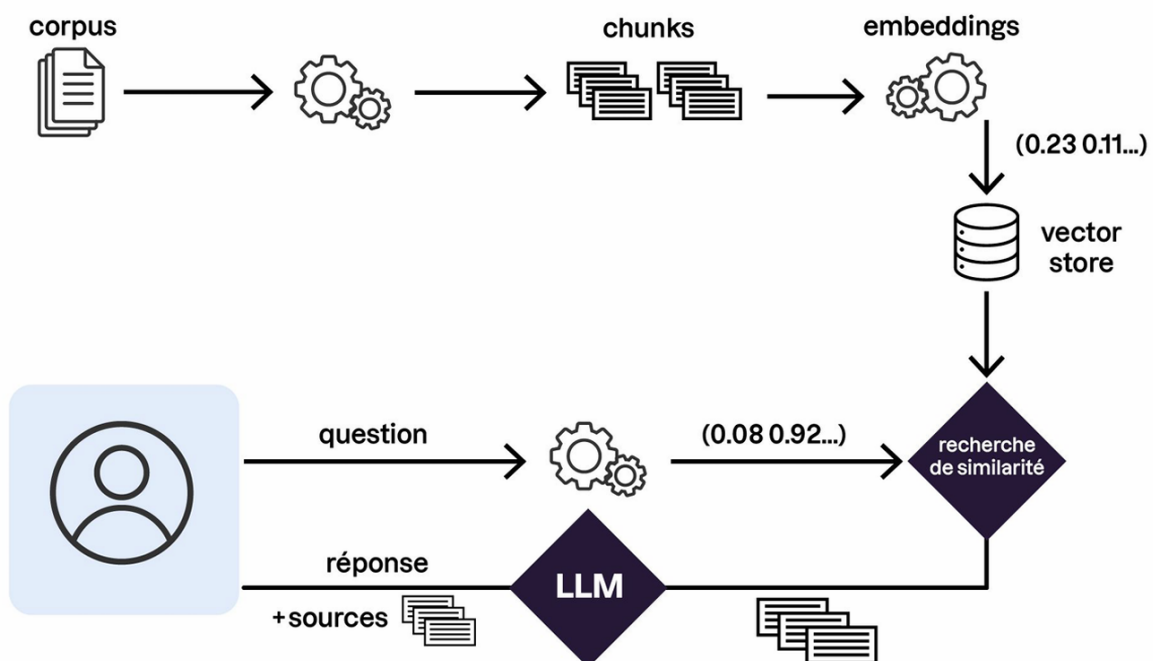 corpus
chunks
embeddings
(0.23 0.11...)
vector
store
question
(0.08 0.92...)
recherche
de similarité
réponse
LLM
+sources